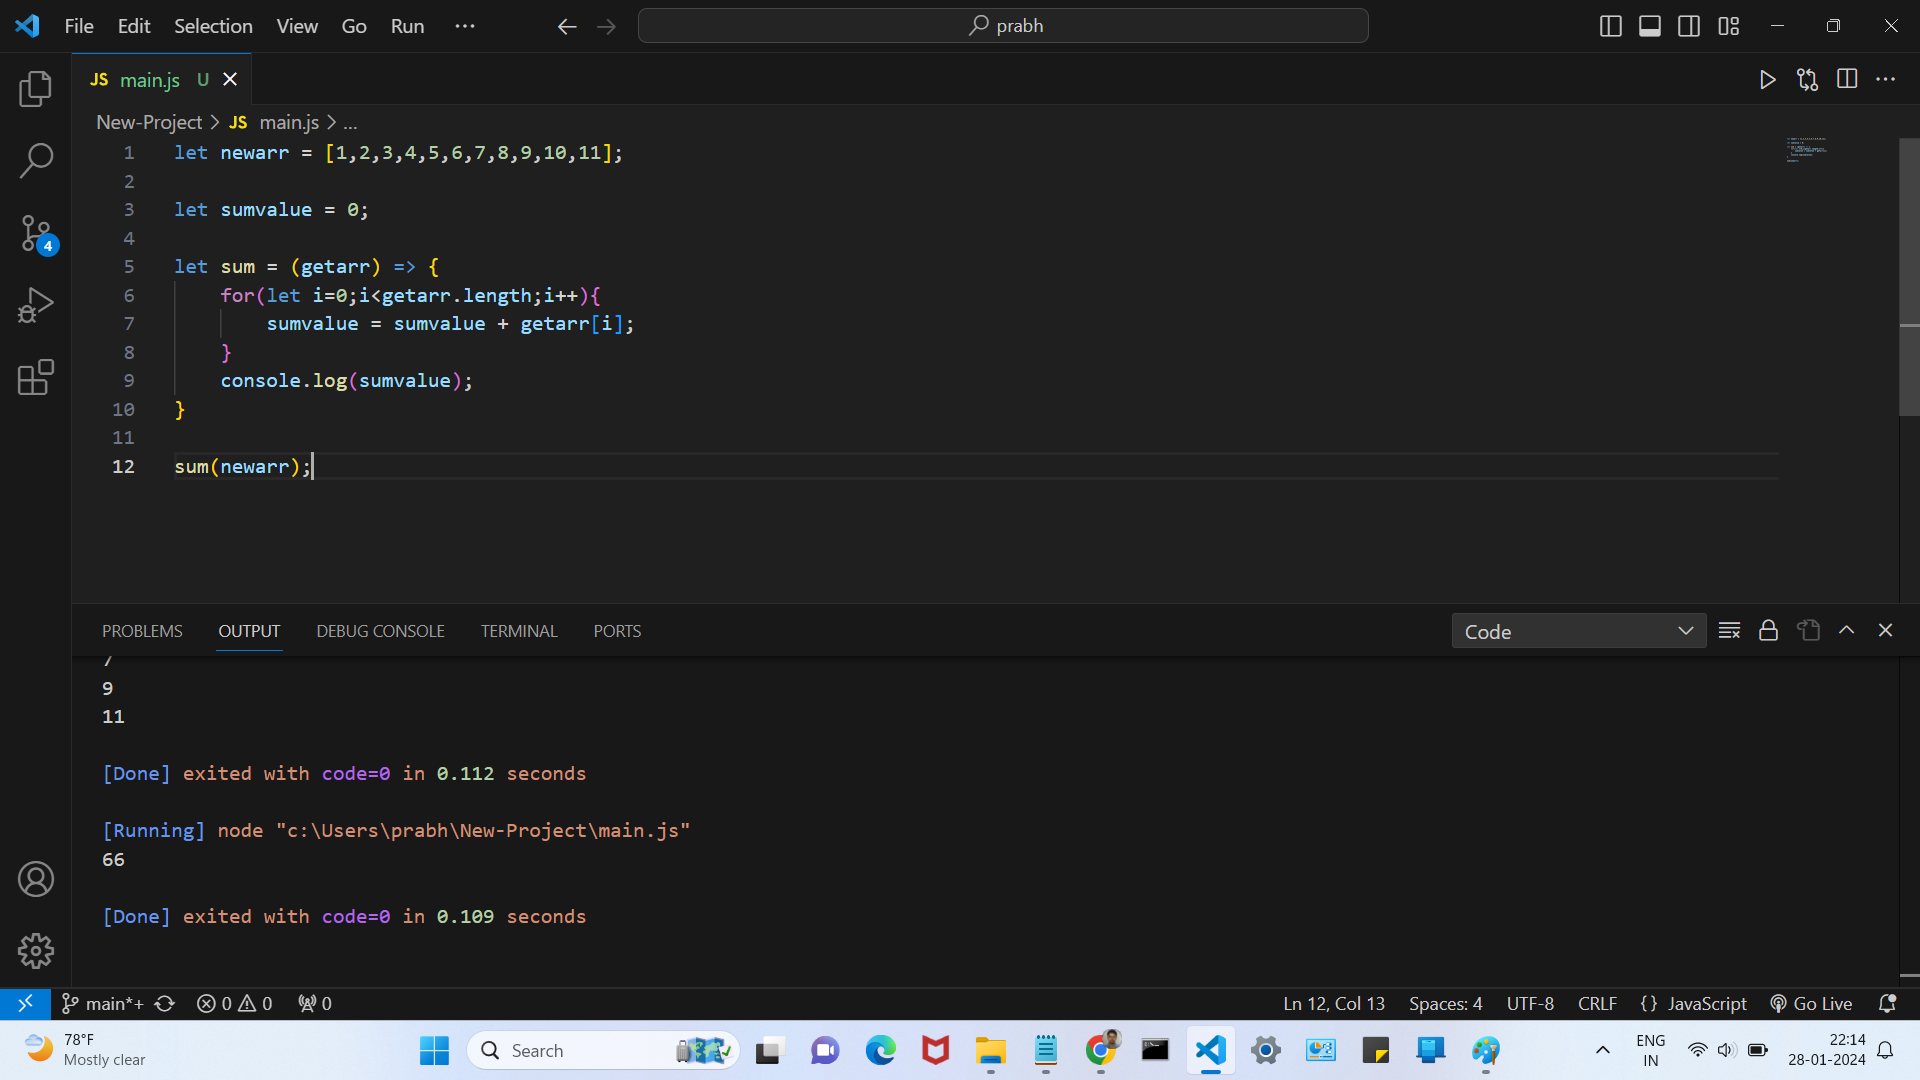 File Edit Selection View Go Run ···
prabh
JS main.js U
New-Project > JS main.js > ...
1 let newarr = [1,2,3,4,5,6,7,8,9,10,11];
2
3 let sumvalue = 0;
4
5 let sum = (getarr) => {
6 for(let i=0;i<getarr.length;i++){
7 sumvalue = sumvalue + getarr[i];
8 }
9 console.log(sumvalue);
10 }
11
12 sum(newarr);
4
PROBLEMS OUTPUT DEBUG CONSOLE TERMINAL PORTS
Code
9
11
[Done] exited with code=0 in 0.112 seconds
[Running] node "c:\Users\prabh\New-Project\main.js"
66
[Done] exited with code=0 in 0.109 seconds
main*+ 0 0 0
Ln 12, Col 13 Spaces: 4 UTF-8 CRLF {} JavaScript Go Live
78°F
Mostly clear
Search
ENG
IN
22:14
28-01-2024